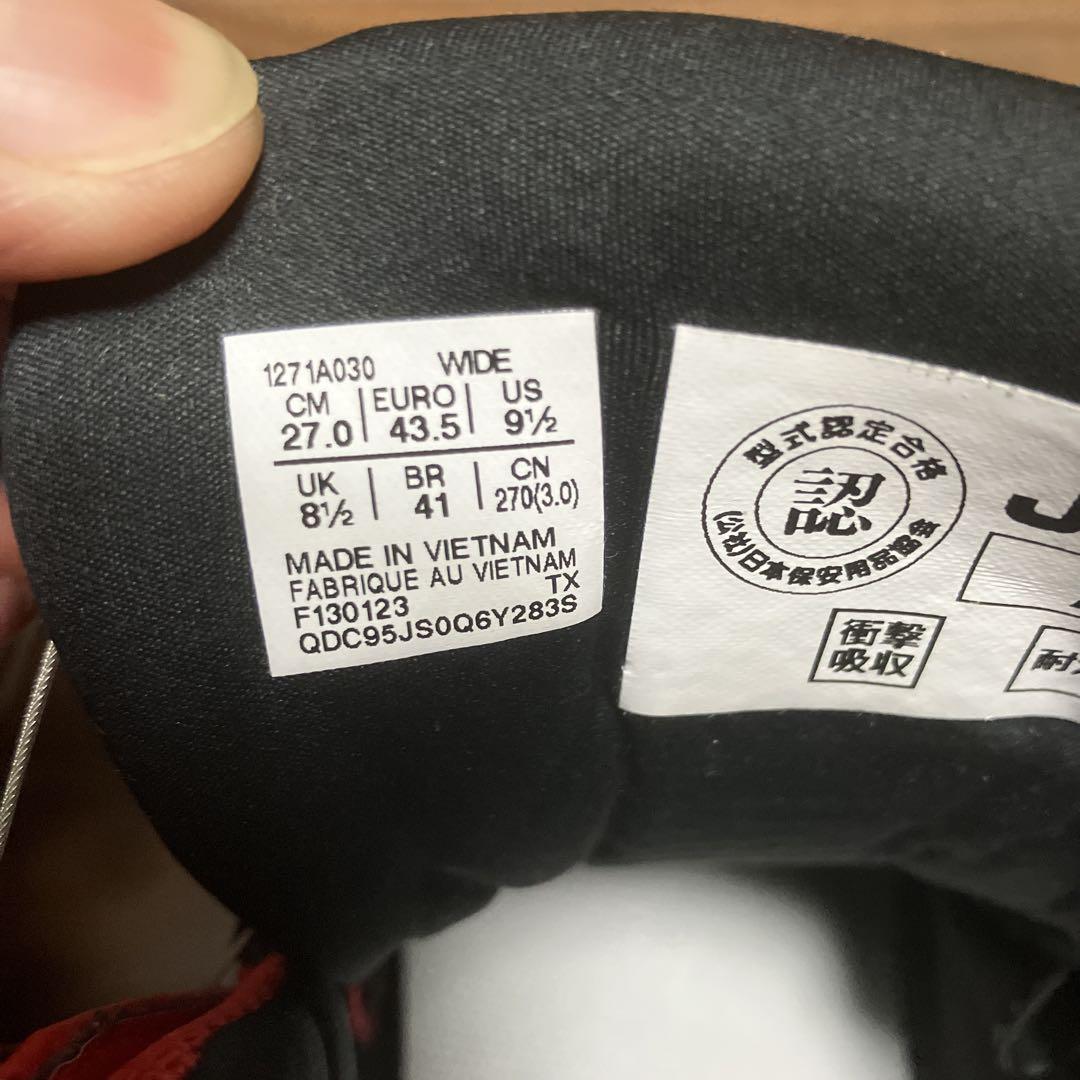 1271A030 WIDE
CM EURO US
27.0 43.5 9½
UK BR CN
8½ 41 270(3.0)
MADE IN VIETNAM
FABRIQUE AU VIETNAM
F130123 TX
QDC95JS0Q6Y283S
型式認定合格
認
(公社)日本保安用品協会
J
衝撃
吸収
耐